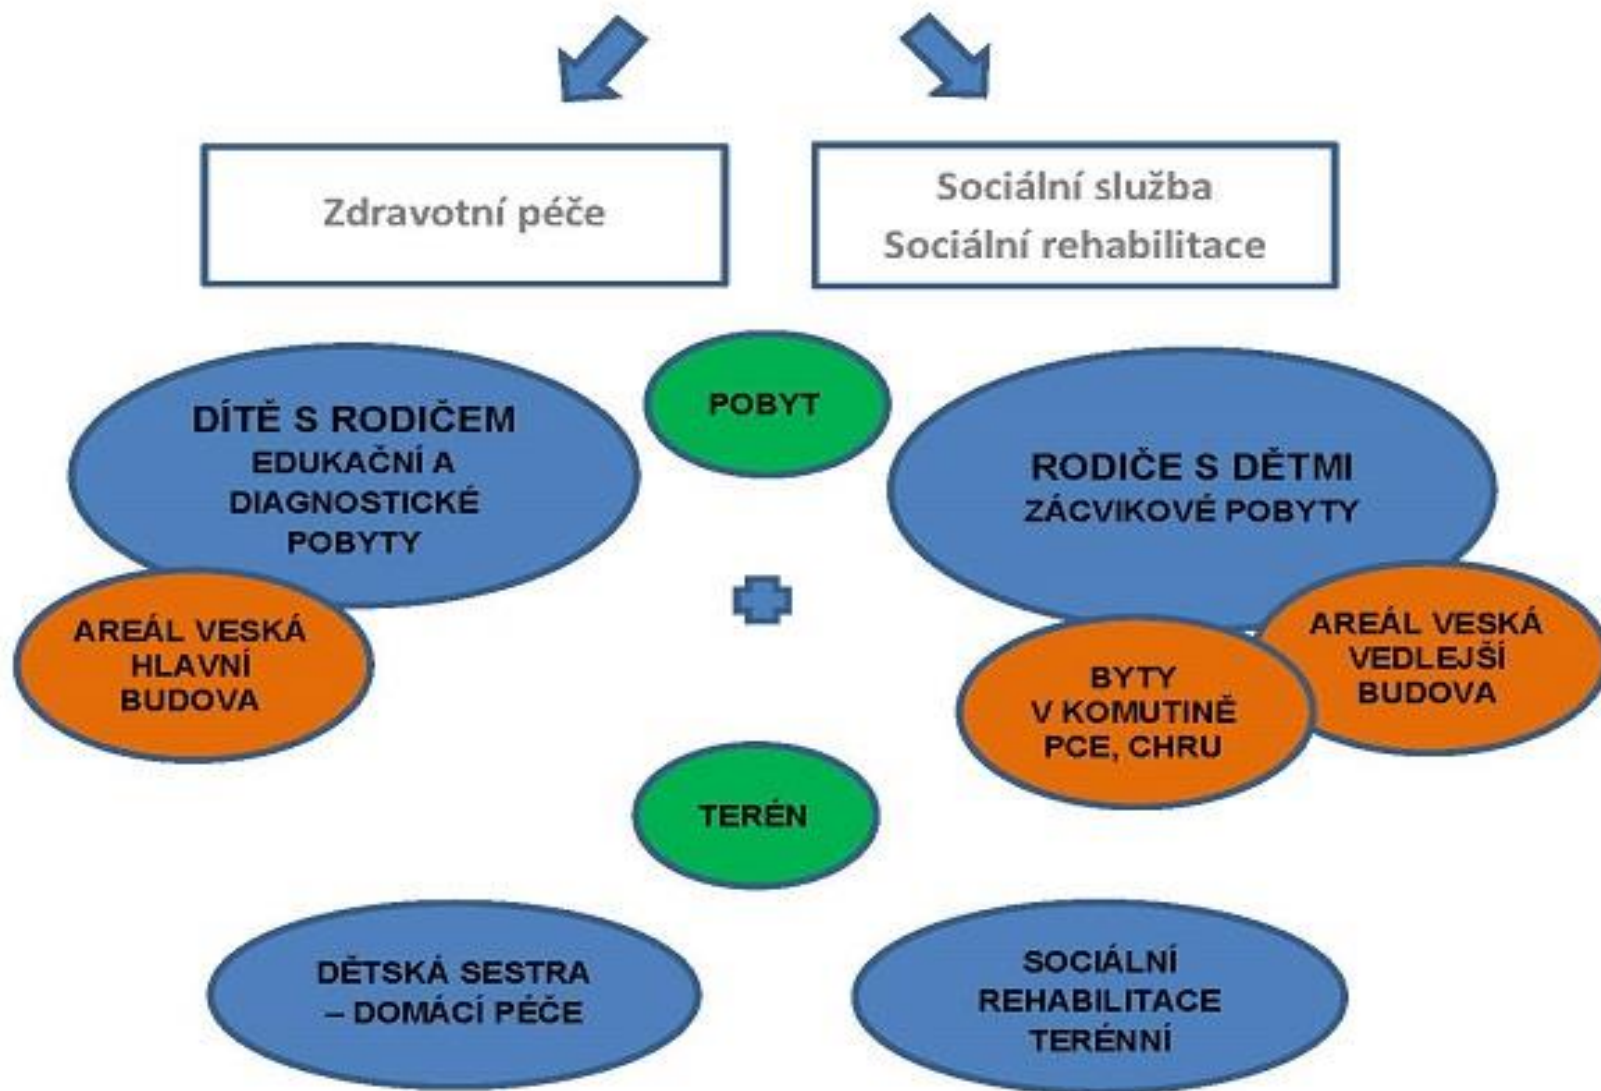 Zdravotní péče
Sociální služba
Sociální rehabilitace
DÍTĚ S RODIČEM
EDUKAČNÍ A
DIAGNOSTICKÉ
POBYTY
POBYT
RODIČE S DĚTMI
ZÁCVIKOVÉ POBYTY
AREÁL VESKÁ
HLAVNÍ
BUDOVA
BYTY
V KOMUTINĚ
PCE, CHRU
AREÁL VESKÁ
VEDLEJŠÍ
BUDOVA
TERÉN
DĚTSKÁ SESTRA
– DOMÁCÍ PÉČE
SOCIÁLNÍ
REHABILITACE
TERÉNNÍ